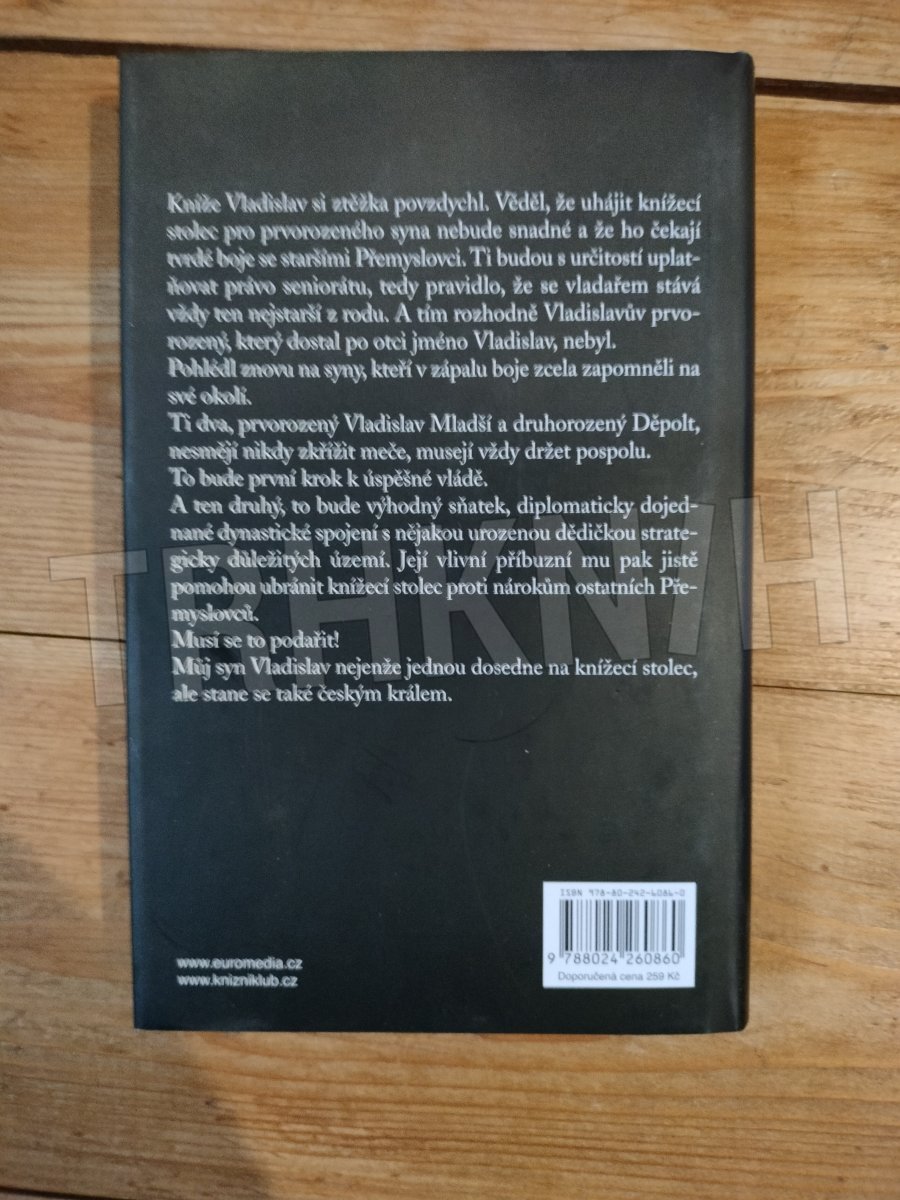 Kníže Vladislav si ztěžka povzdychl. Věděl, že uhájit knížecí
stolec pro prvorozeného syna nebude snadné a že ho čekají
tvrdé boje se staršími Přemyslovci. Ti budou s určitostí uplat-
ňovat právo seniorátu, tedy pravidlo, že se vladařem stává
vždy ten nejstarší z rodu. A tím rozhodně Vladislavův prvo-
rozený, který dostal po otci jméno Vladislav, nebyl.
Pohlédl znovu na syny, kteří v zápalu boje zcela zapomněli na
své okolí.
Ti dva, prvorozený Vladislav Mladší a druhorozený Děpolt,
nesmějí nikdy zkřížit meče, musejí vždy držet pospolu.
To bude první krok k úspěšné vládě.
A ten druhý, to bude výhodný sňatek, diplomaticky dojed-
nané dynastické spojení s nějakou urozenou dědičkou strate-
gicky důležitých území. Její vlivní příbuzní mu pak jistě
pomohou ubránit knížecí stolec proti nárokům ostatních Pře-
myslovců.
Musí se to podařit!
Můj syn Vladislav nejenže jednou dosedne na knížecí stolec,
ale stane se také českým králem.
TRHKNIH
ISBN 978-80-242-6086-0
9 788024 260860
Doporučená cena 259 Kč
www.euromedia.cz
www.knizniklub.cz